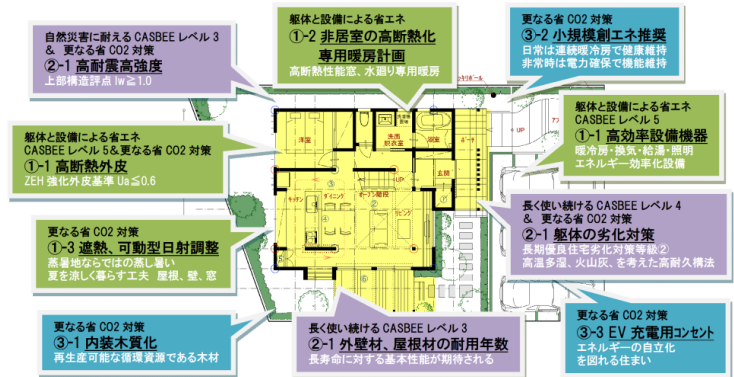 自然災害に耐える CASBEE レベル 3
& 更なる省 CO2 対策
②-1 高耐震高強度
上部構造評点 Iw≧1.0
躯体と設備による省エネ
①-2 非居室の高断熱化
専用暖房計画
高断熱性能窓、水廻り専用暖房
更なる省 CO2 対策
③-2 小規模創エネ推奨
日常は連続暖冷房で健康維持
非常時は電力確保で機能維持
躯体と設備による省エネ
CASBEE レベル 5&更なる省 CO2 対策
①-1 高断熱外皮
ZEH 強化外皮基準 Ua≦0.6
躯体と設備による省エネ
CASBEE レベル 5
①-1 高効率設備機器
暖冷房・換気・給湯・照明
エネルギー効率化設備
更なる省 CO2 対策
①-3 遮熱、可動型日射調整
蒸暑地ならではの蒸し暑い
夏を涼しく暮らす工夫 屋根、壁、窓
長く使い続ける CASBEE レベル 4
& 更なる省 CO2 対策
②-1 躯体の劣化対策
長期優良住宅劣化対策等級②
高温多湿、火山灰、を考えた高耐久構法
更なる省 CO2 対策
③-1 内装木質化
再生産可能な循環資源である木材
長く使い続ける CASBEE レベル 3
②-1 外壁材、屋根材の耐用年数
長寿命に対する基本性能が期待される
更なる省 CO2 対策
③-3 EV 充電用コンセント
エネルギーの自立化
を図れる住まい
洋室
洗面
脱衣室
浴室
ポーチ
玄関
UP
UP
キッチン
ダイニング
オープン階段
リビング